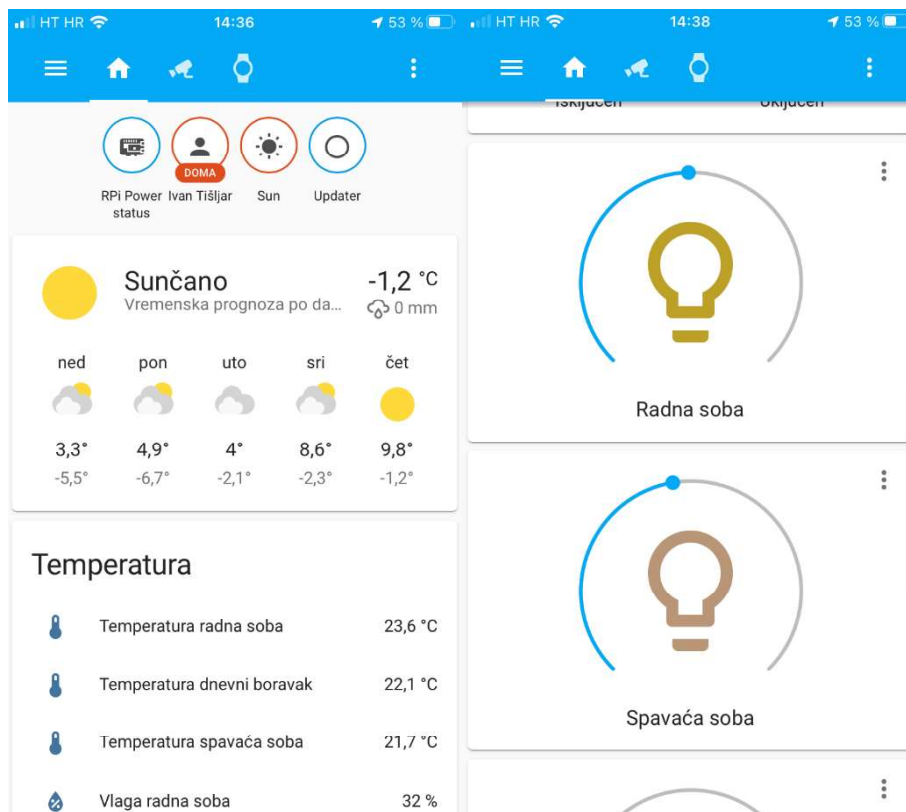 HT HR 14:36 53 %
DOMA
RPi Power status
Ivan Tišljar
Sun
Updater
Sunčano -1,2 °C
Vremenska prognoza po da... 0 mm
ned pon uto sri čet
3,3° 4,9° 4° 8,6° 9,8°
-5,5° -6,7° -2,1° -2,3° -1,2°
Temperatura
Temperatura radna soba 23,6 °C
Temperatura dnevni boravak 22,1 °C
Temperatura spavaća soba 21,7 °C
Vlaga radna soba 32 %
HT HR 14:38 53 %
Isključen Uključen
Radna soba
Spavaća soba